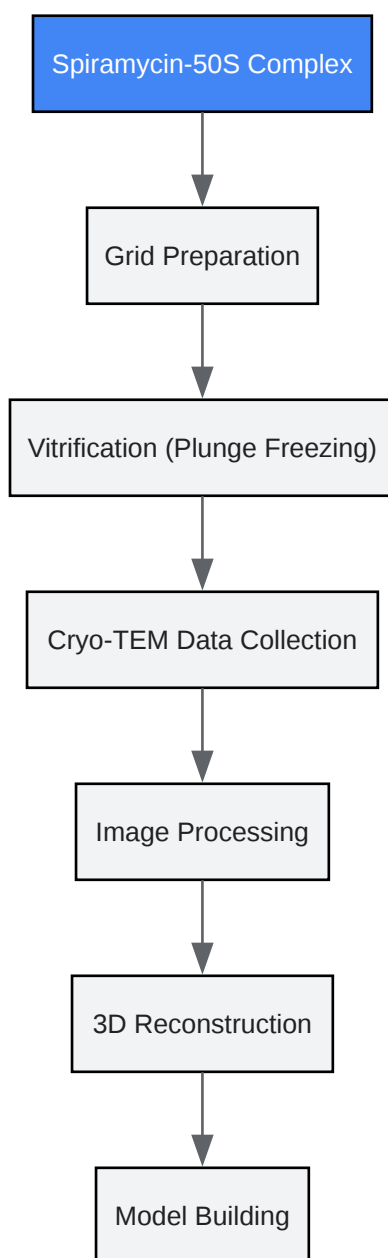 Spiramycin-50S Complex
Grid Preparation
Vitrification (Plunge Freezing)
Cryo-TEM Data Collection
Image Processing
3D Reconstruction
Model Building